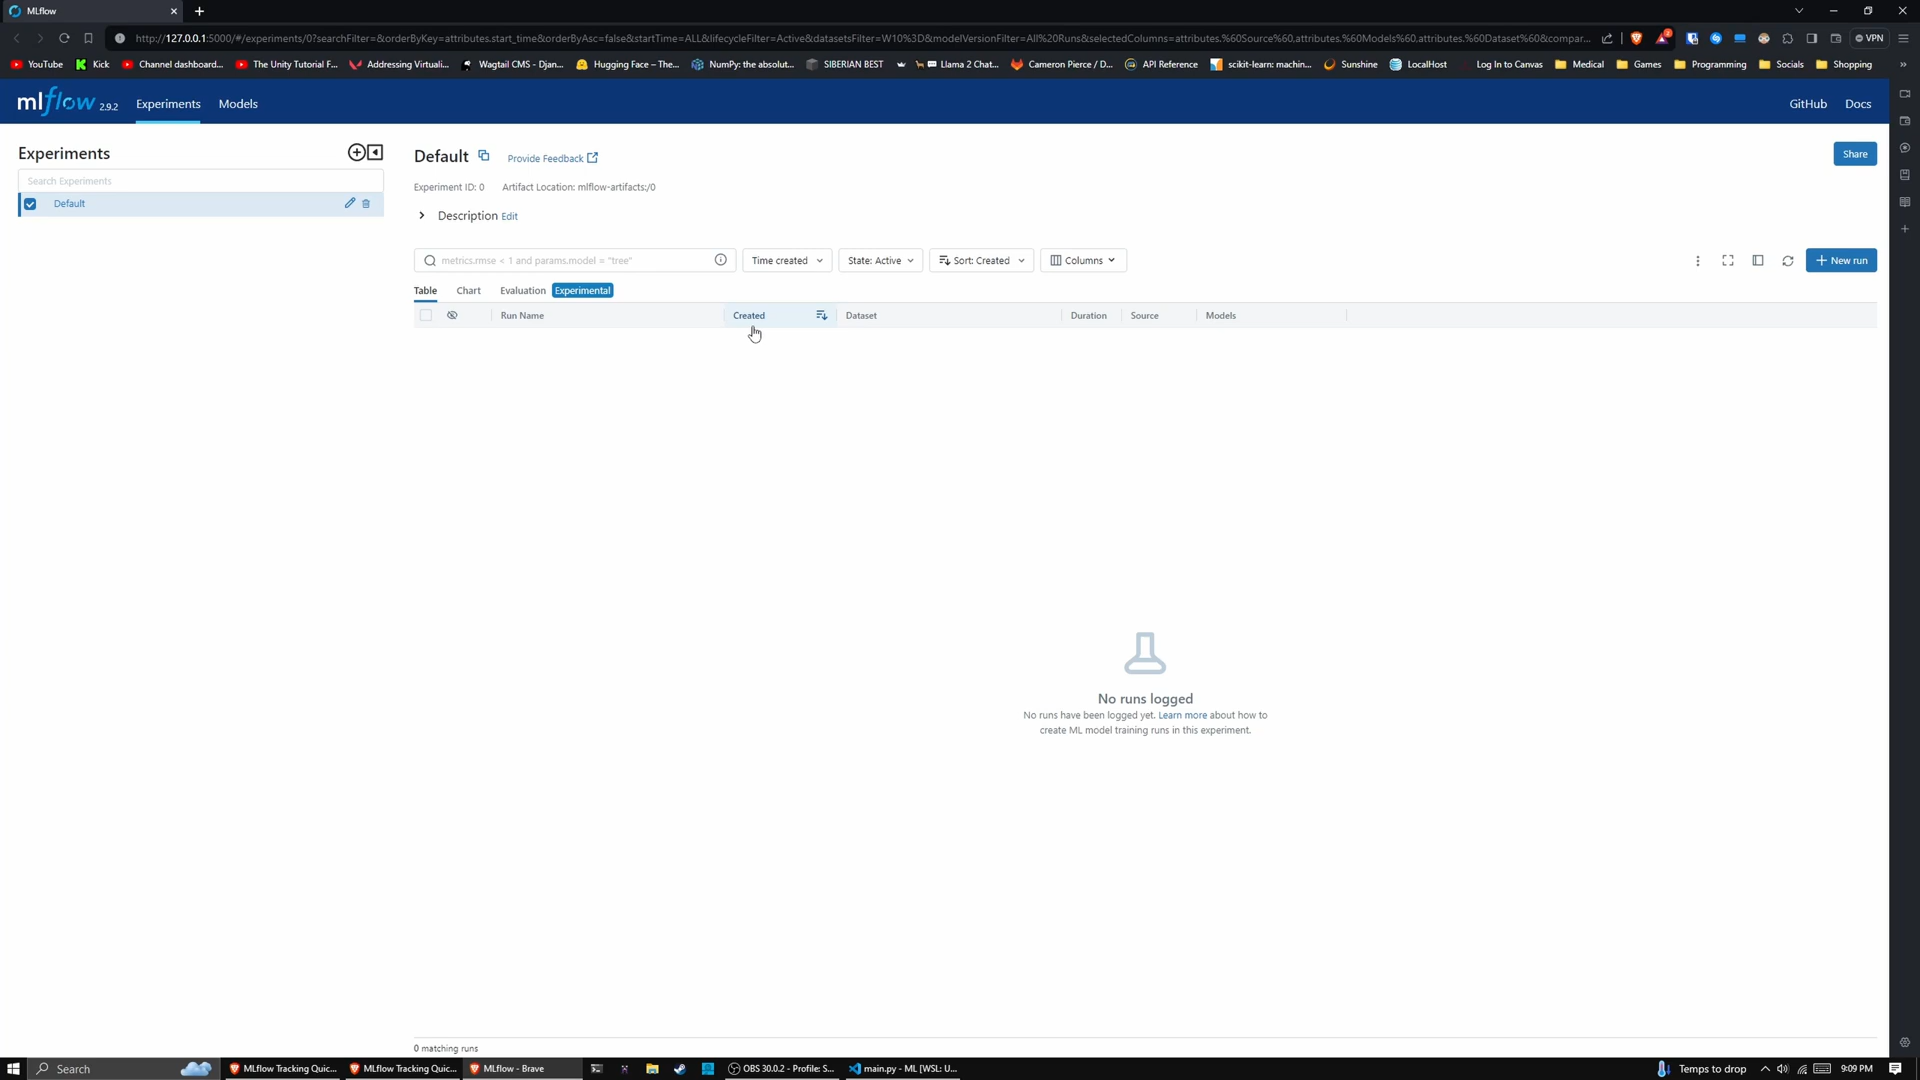 MLflow
http://127.0.0.1:5000/#/experiments/0?searchFilter=&orderByKey=attributes.start_time&orderByAsc=false&startTime=ALL&lifecycleFilter=Active&datasetsFilter=W10%3D&modelVersionFilter=All%20Runs&selectedColumns=attributes.%60Source%60,attributes.%60Models%60,attributes.%60Dataset%60&compar...
VPN
YouTube
Kick
Channel dashboard...
The Unity Tutorial F...
Addressing Virtuali...
Wagtail CMS - Djan...
Hugging Face – The...
NumPy: the absolut...
SIBERIAN BEST
Llama 2 Chat...
Cameron Pierce / D...
API Reference
scikit-learn: machin...
Sunshine
LocalHost
Log In to Canvas
Medical
Games
Programming
Socials
Shopping
mlflow 2.9.2
Experiments
Models
GitHub
Docs
Experiments
Search Experiments
Default
Default
Provide Feedback
Share
Experiment ID: 0
Artifact Location: mlflow-artifacts:/0
Description Edit
metrics.rmse < 1 and params.model = "tree"
Time created
State: Active
Sort: Created
Columns
New run
Table
Chart
Evaluation
Experimental
Run Name
Created
Dataset
Duration
Source
Models
No runs logged
No runs have been logged yet. Learn more about how to
create ML model training runs in this experiment.
0 matching runs
Search
MLflow Tracking Quic...
MLflow Tracking Quic...
MLflow - Brave
OBS 30.0.2 - Profile: S...
main.py - ML [WSL: U...
Temps to drop
9:09 PM